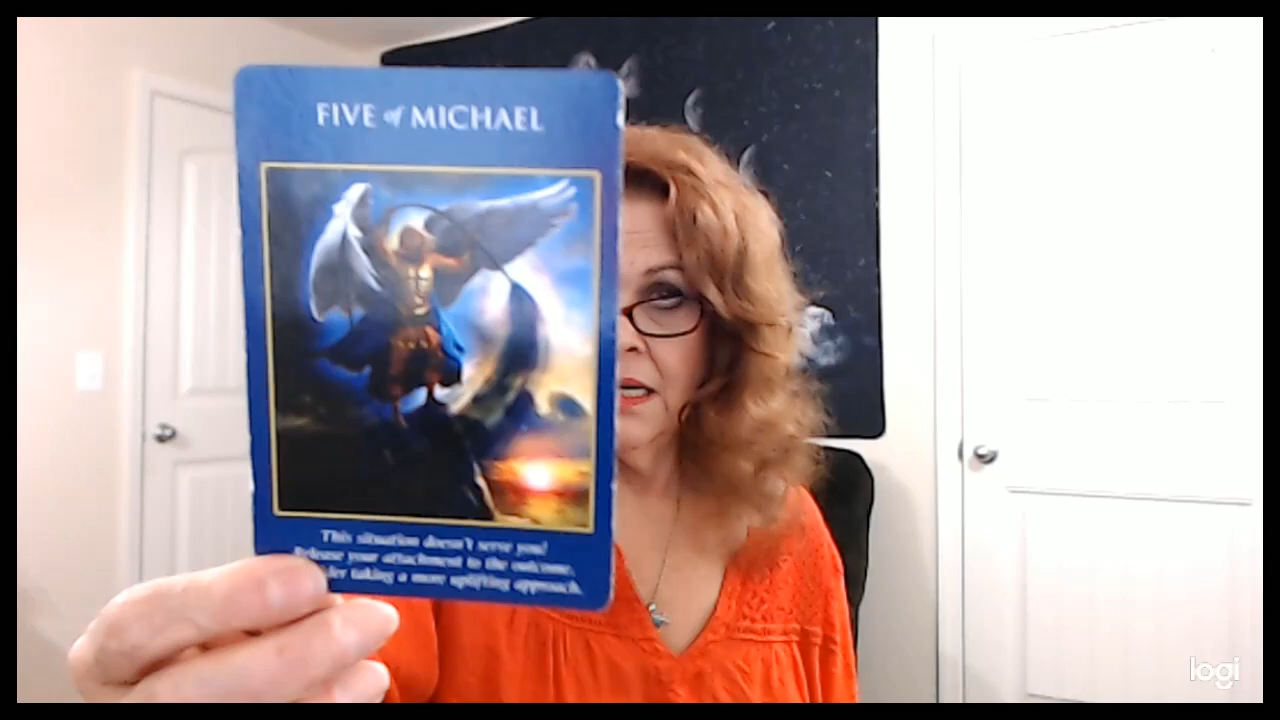 FIVE of MICHAEL
This situation doesn't serve you!
Release your attachment to the outcome.
taking a more uplifting approach.
logi